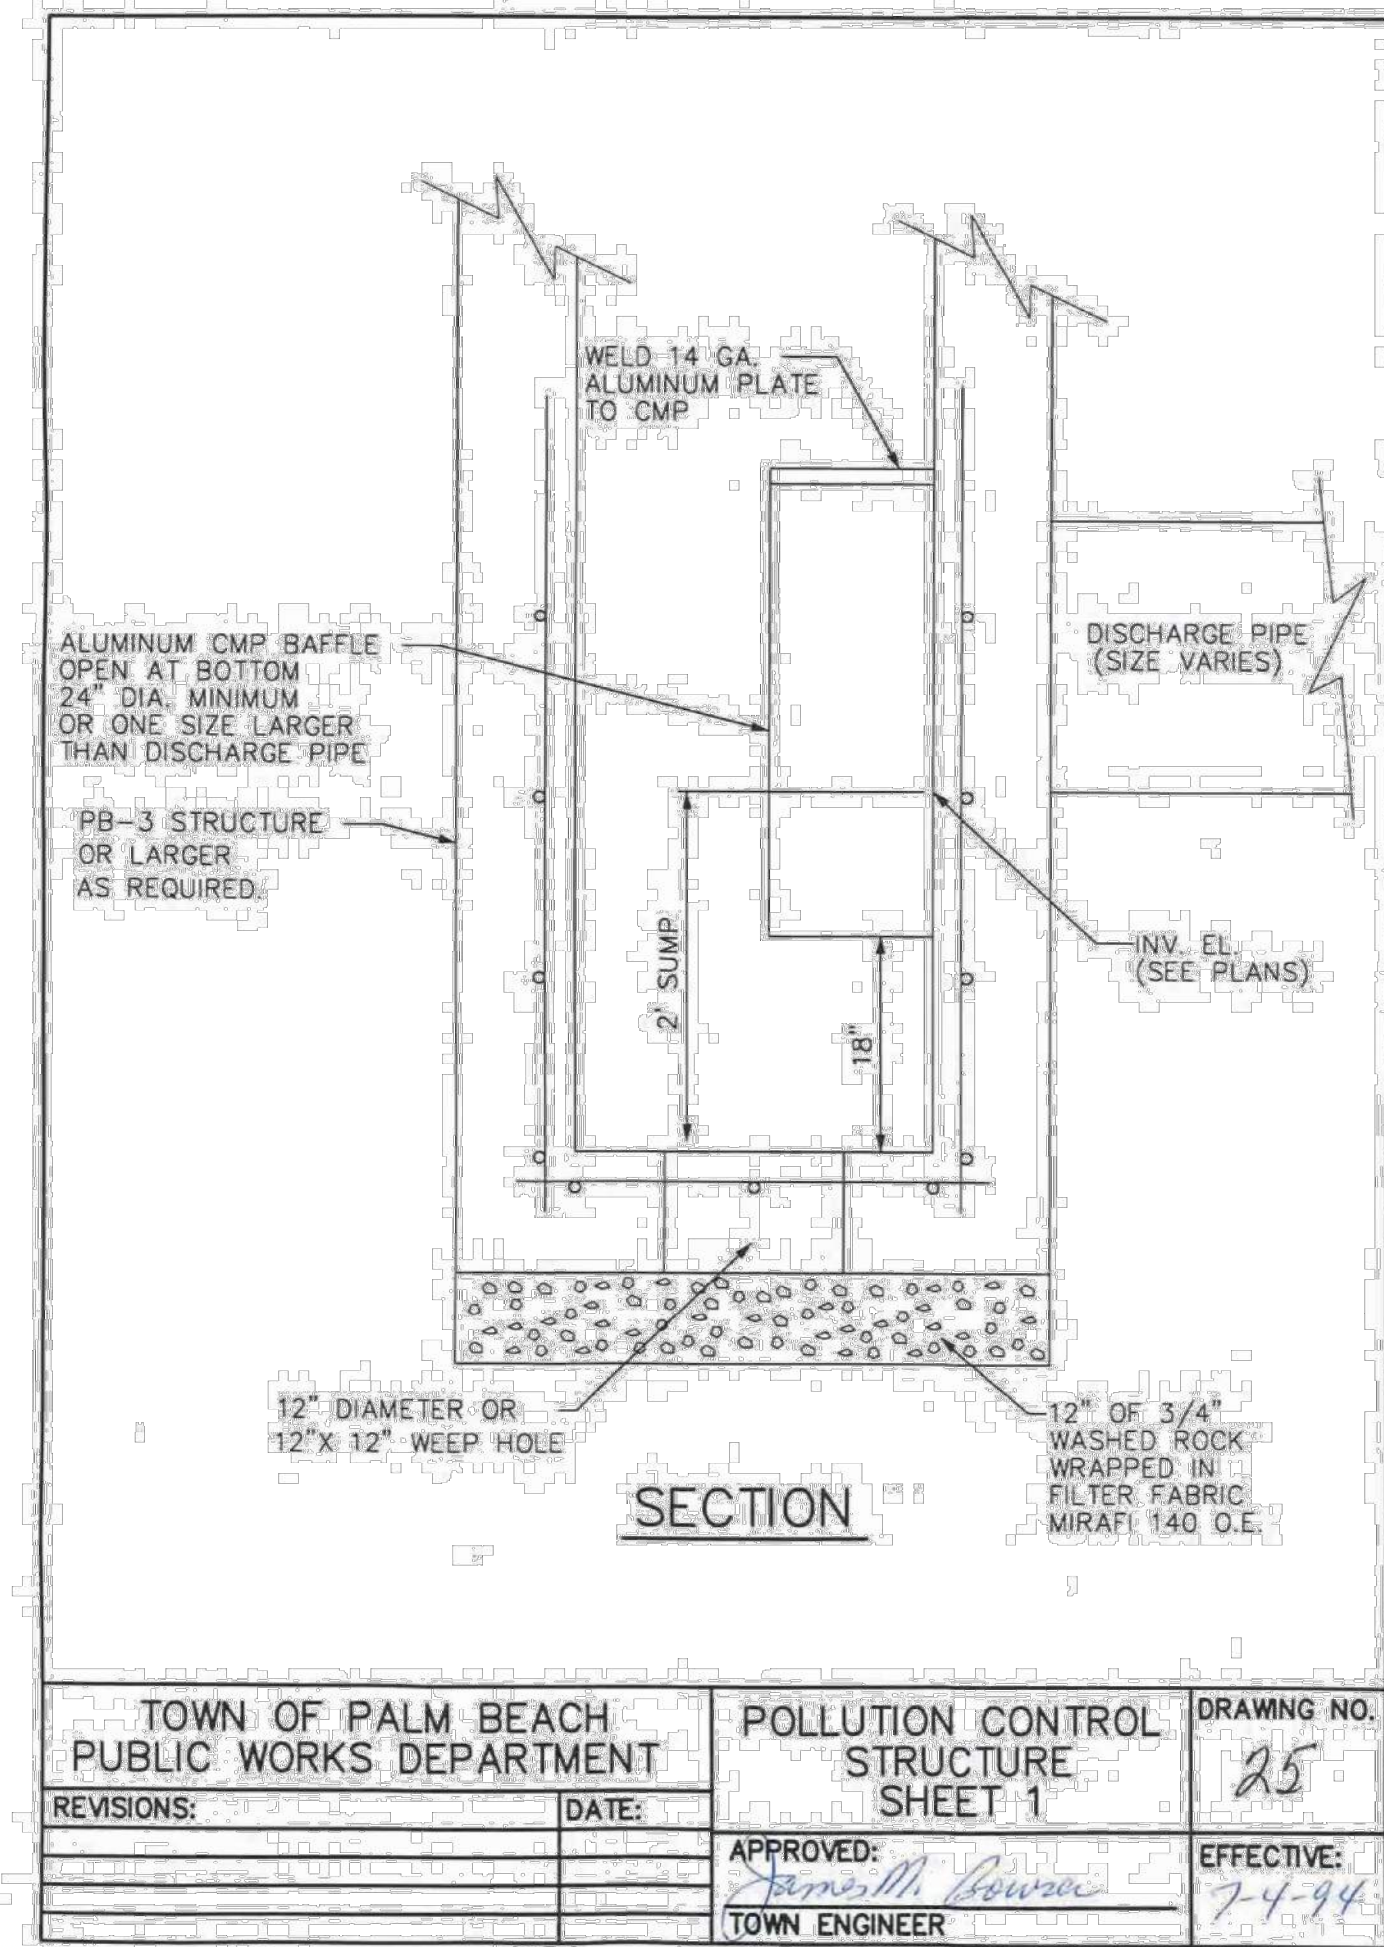 WELD 14 GA.
ALUMINUM PLATE
TO CMP
ALUMINUM CMP BAFFLE
OPEN AT BOTTOM
24" DIA. MINIMUM
OR ONE SIZE LARGER
THAN DISCHARGE PIPE
DISCHARGE PIPE
(SIZE VARIES)
PB-3 STRUCTURE
OR LARGER
AS REQUIRED.
2' SUMP
18"
INV. EL.
(SEE PLANS)
12" DIAMETER OR
12"X 12" WEEP HOLE
12" OF 3/4"
WASHED ROCK
WRAPPED IN
FILTER FABRIC
MIRAFI 140 O.E.
SECTION
TOWN OF PALM BEACH
PUBLIC WORKS DEPARTMENT
REVISIONS:
DATE:
POLLUTION CONTROL
STRUCTURE
SHEET 1
APPROVED:
James M. Bowser
TOWN ENGINEER
DRAWING NO.
25
EFFECTIVE:
7-4-94